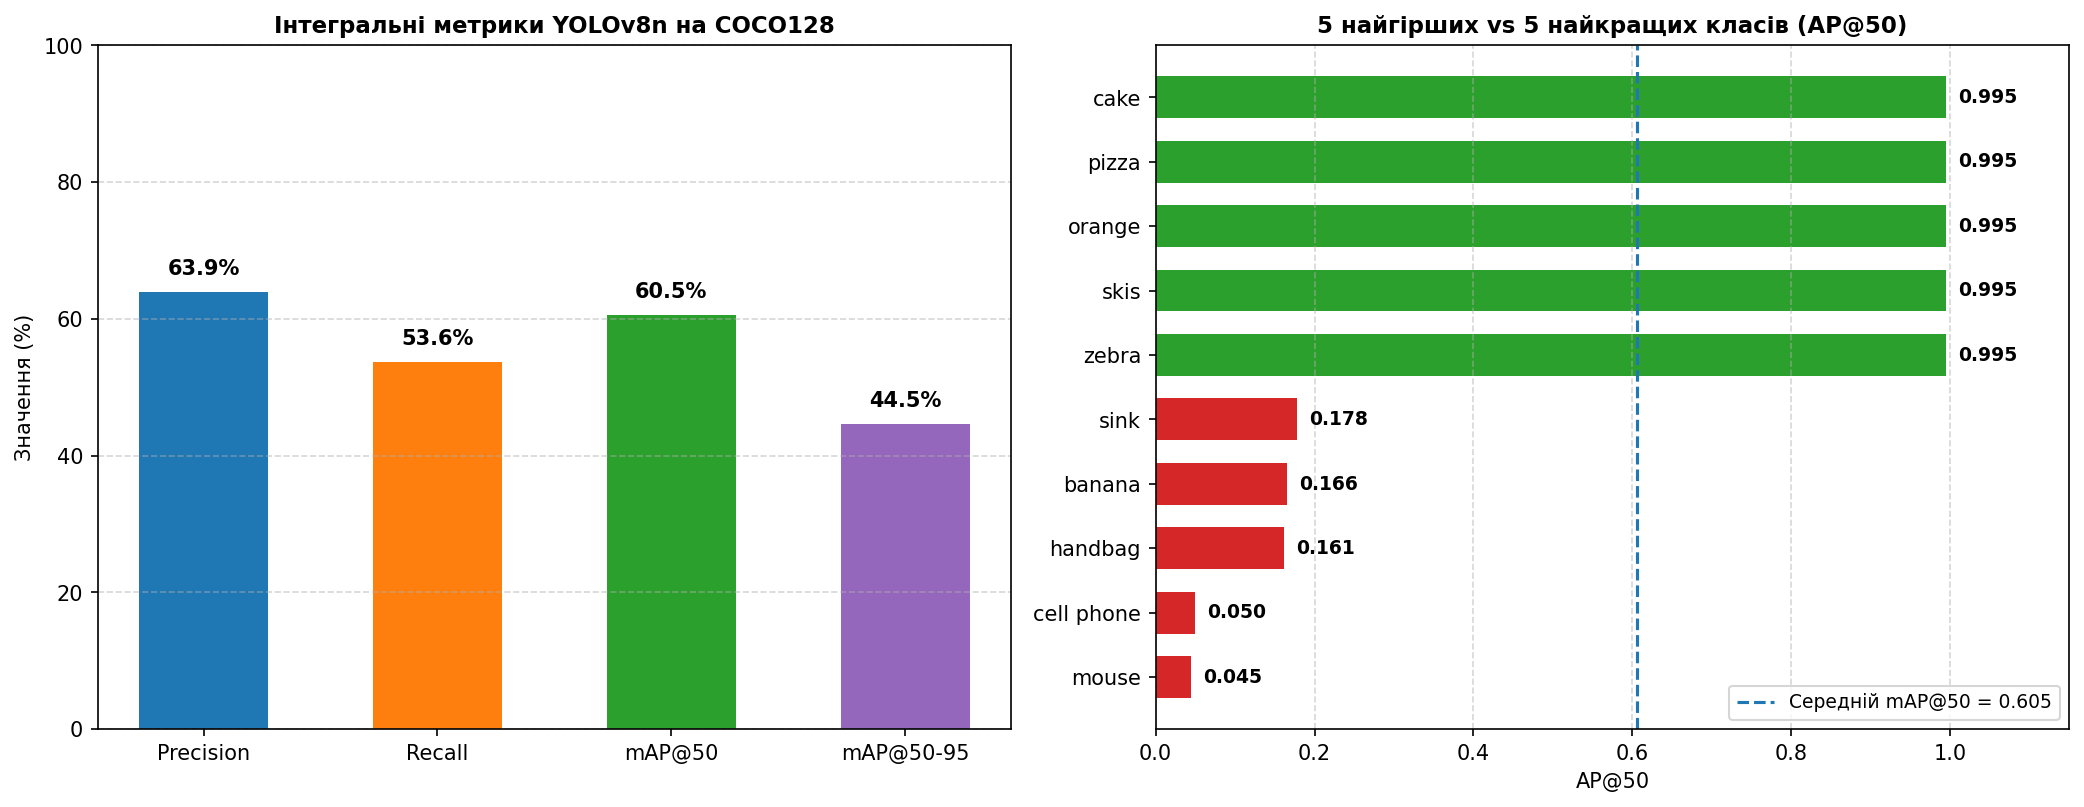 Інтегральні метрики YOLOv8n на COCO128
Значення (%)
100
80
60
40
20
0
63.9%
53.6%
60.5%
44.5%
Precision
Recall
mAP@50
mAP@50-95
5 найгірших vs 5 найкращих класів (AP@50)
cake 0.995
pizza 0.995
orange 0.995
skis 0.995
zebra 0.995
sink 0.178
banana 0.166
handbag 0.161
cell phone 0.050
mouse 0.045
Середній mAP@50 = 0.605
0.0 0.2 0.4 0.6 0.8 1.0
AP@50